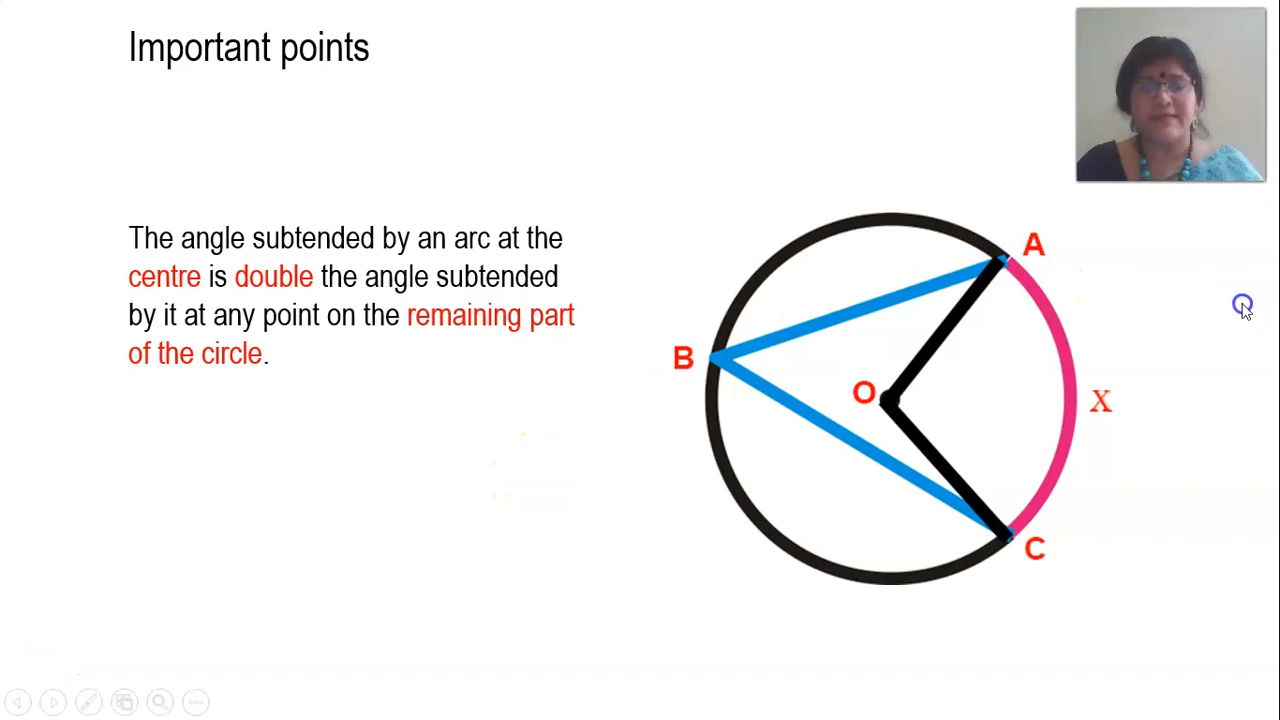 Important points
The angle subtended by an arc at the
centre is double the angle subtended
by it at any point on the remaining part
of the circle.
A
B
O
X
C